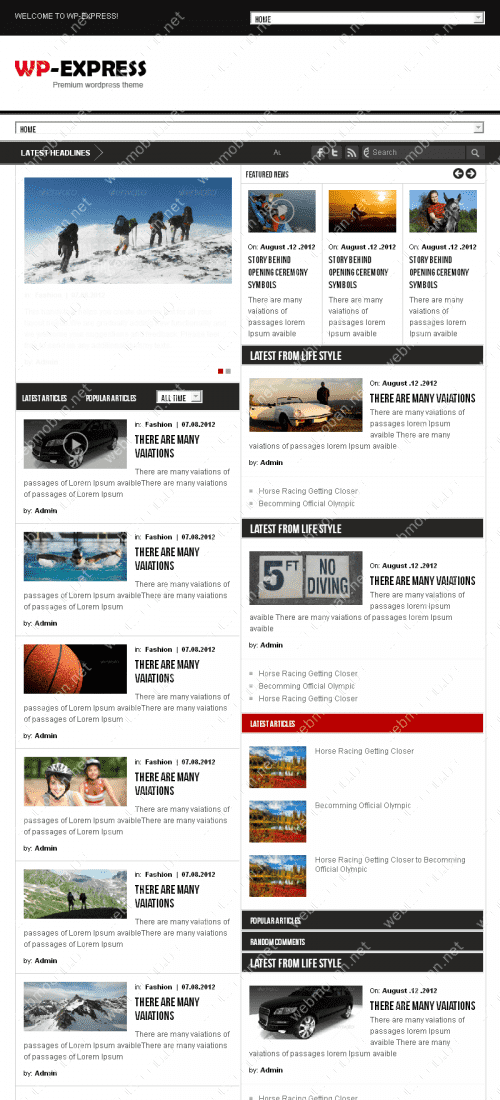 WELCOME TO WP-EXPRESS!
HOME
WP-EXPRESS
Premium wordpress theme
HOME
LATEST HEADLINES
Search
FEATURED NEWS
On: August .12 .2012
STORY BEHIND
OPENING CEREMONY
SYMBOLS
There are many
vaiations of
passages lorem
Ipsum avaible
On: August .12 .2012
STORY BEHIND
OPENING CEREMONY
SYMBOLS
There are many
vaiations of
passages lorem
Ipsum avaible
On: August .12 .2012
STORY BEHIND
OPENING CEREMONY
SYMBOLS
There are many
vaiations of
passages lorem
Ipsum avaible
LATEST ARTICLES
POPULAR ARTICLES
ALL TIME
in: Fashion | 07.08.2012
THERE ARE MANY
VAIATIONS
There are many vaiations of
passages of Lorem Ipsum avaibleThere are many vaiations
of passages of Lorem Ipsum
by: Admin
in: Fashion | 07.08.2012
THERE ARE MANY
VAIATIONS
There are many vaiations of
passages of Lorem Ipsum avaibleThere are many vaiations
of passages of Lorem Ipsum
by: Admin
in: Fashion | 07.08.2012
THERE ARE MANY
VAIATIONS
There are many vaiations of
passages of Lorem Ipsum avaibleThere are many vaiations
of passages of Lorem Ipsum
by: Admin
in: Fashion | 07.08.2012
THERE ARE MANY
VAIATIONS
There are many vaiations of
passages of Lorem Ipsum avaibleThere are many vaiations
of passages of Lorem Ipsum
by: Admin
in: Fashion | 07.08.2012
THERE ARE MANY
VAIATIONS
There are many vaiations of
passages of Lorem Ipsum avaibleThere are many vaiations
of passages of Lorem Ipsum
by: Admin
in: Fashion | 07.08.2012
THERE ARE MANY
VAIATIONS
There are many vaiations of
passages of Lorem Ipsum avaibleThere are many vaiations
of passages of Lorem Ipsum
by: Admin
LATEST FROM LIFE STYLE
On: August .12 .2012
THERE ARE MANY VAIATIONS
There are many vaiations of
passages lorem Ipsum
avaible There are many
vaiations of passages lorem Ipsum avaible
by: Admin
Horse Racing Getting Closer
Becomming Official Olympic
LATEST FROM LIFE STYLE
5 FT NO
DIVING
On: August .12 .2012
THERE ARE MANY VAIATIONS
There are many vaiations of
passages lorem Ipsum
avaible There are many vaiations of passages lorem Ipsum
avaible
by: Admin
Horse Racing Getting Closer
Becomming Official Olympic
Horse Racing Getting Closer
LATEST ARTICLES
Horse Racing Getting Closer
Becomming Official Olympic
Horse Racing Getting Closer to Becomming
Official Olympic
POPULAR ARTICLES
RANDOM COMMENTS
LATEST FROM LIFE STYLE
On: August .12 .2012
THERE ARE MANY VAIATIONS
There are many vaiations of
passages lorem Ipsum
avaible There are many
vaiations of passages lorem Ipsum avaible
by: Admin
Horse Racing Getting Closer
webmoban.net